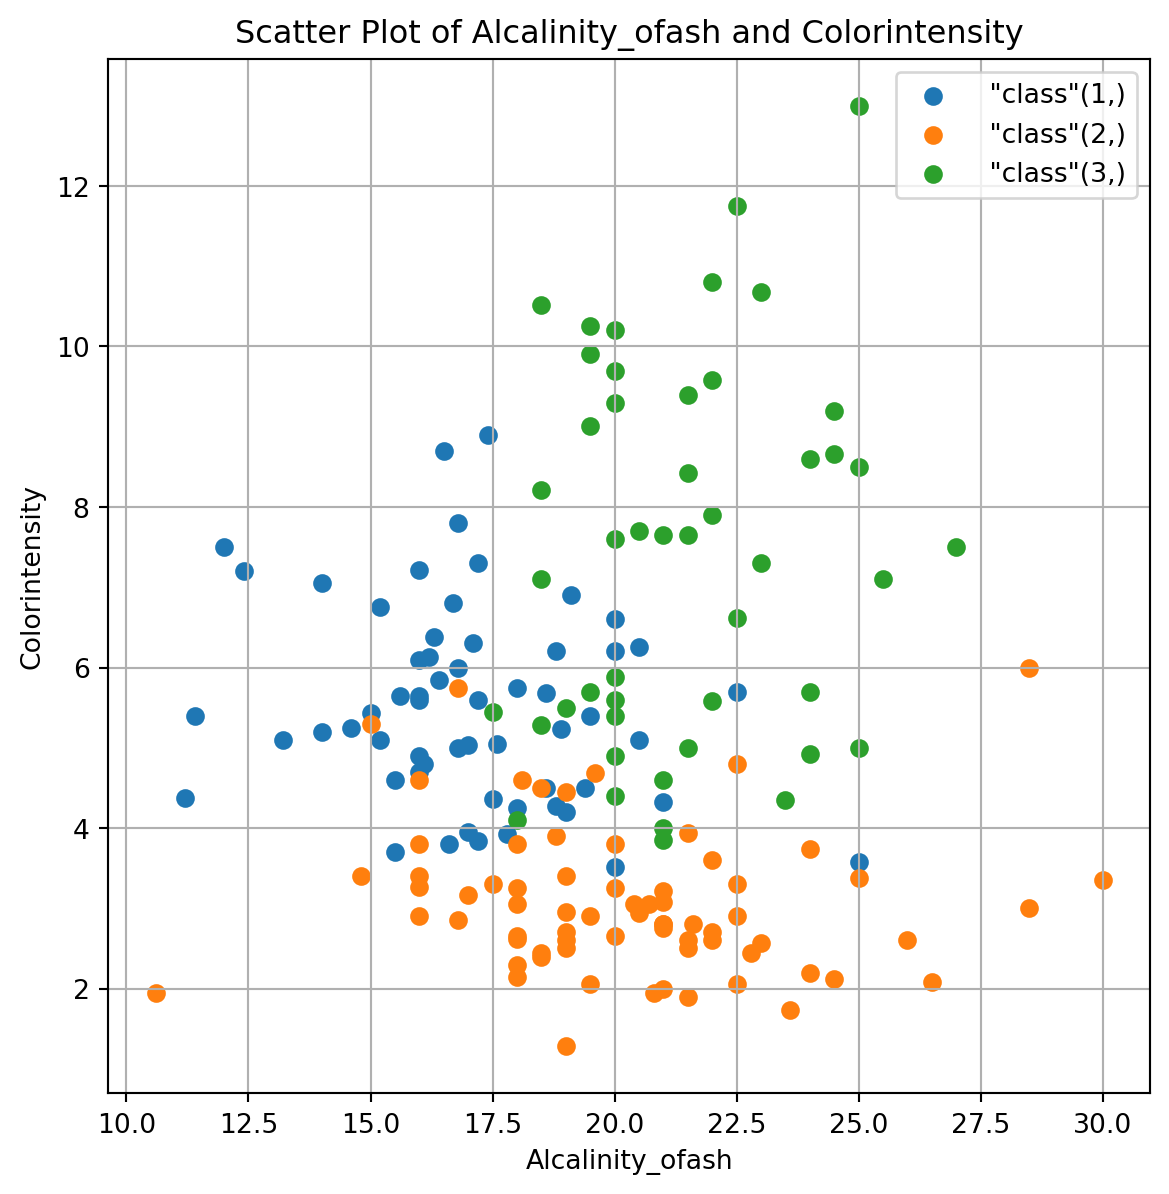 Scatter Plot of Alcalinity_ofash and Colorintensity
"class"(1,)
"class"(2,)
"class"(3,)
12
10
8
6
4
2
Colorintensity
10.0 12.5 15.0 17.5 20.0 22.5 25.0 27.5 30.0
Alcalinity_ofash